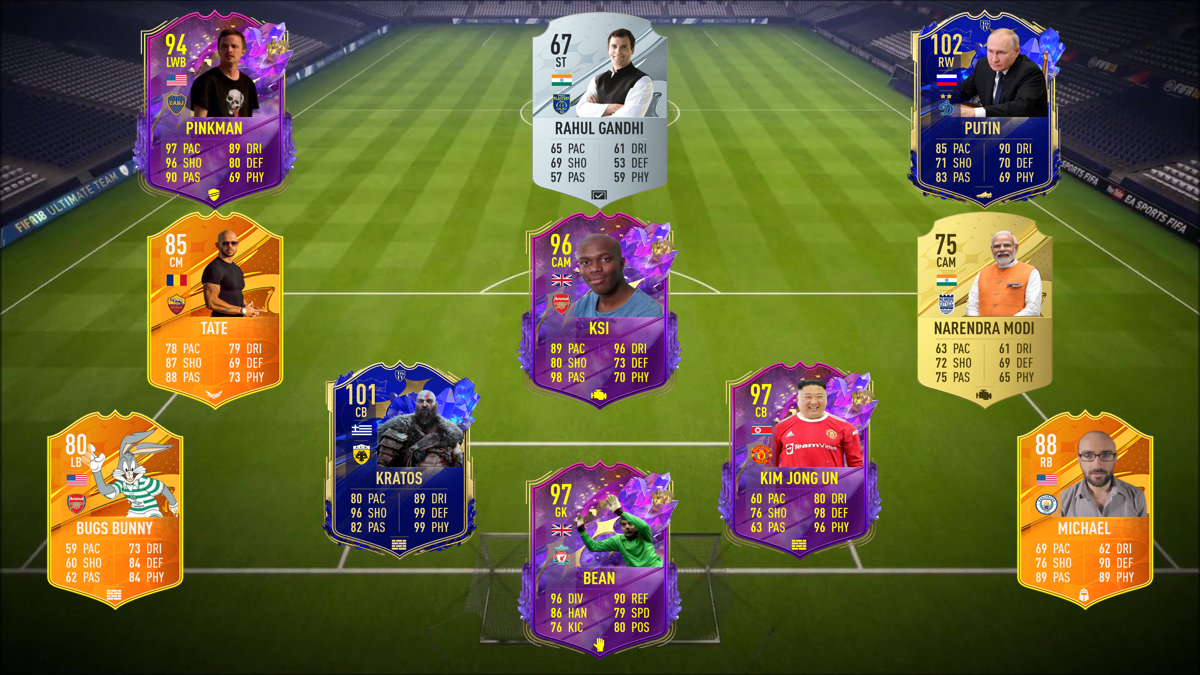 FIFA 18 ULTIMATE TEAM
EA SPORTS FIFA
94
LWB
CABJ
PINKMAN
97 PAC 89 DRI
96 SHO 80 DEF
90 PAS 69 PHY
67
ST
RAHUL GANDHI
65 PAC 61 DRI
69 SHO 53 DEF
57 PAS 59 PHY
102
RW
PUTIN
85 PAC 90 DRI
71 SHO 70 DEF
83 PAS 69 PHY
85
CM
TATE
78 PAC 79 DRI
87 SHO 69 DEF
88 PAS 73 PHY
96
CAM
Arsenal
KSI
89 PAC 96 DRI
80 SHO 73 DEF
98 PAS 70 PHY
75
CAM
NARENDRA MODI
63 PAC 61 DRI
72 SHO 69 DEF
75 PAS 65 PHY
80
LB
Arsenal
BUGS BUNNY
59 PAC 73 DRI
60 SHO 84 DEF
62 PAS 84 PHY
101
CB
KRATOS
80 PAC 89 DRI
96 SHO 99 DEF
82 PAS 99 PHY
97
GK
BEAN
96 DIV 90 REF
86 HAN 79 SPD
76 KIC 80 POS
97
CB
TeamViewer
KIM JONG UN
60 PAC 80 DRI
76 SHO 98 DEF
63 PAS 96 PHY
88
RB
MICHAEL
69 PAC 62 DRI
76 SHO 90 DEF
89 PAS 89 PHY